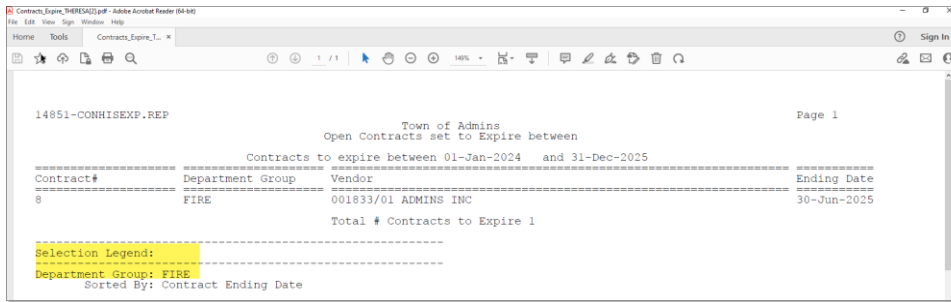 Contracts_Expire_THERESA[2].pdf - Adobe Acrobat Reader (64-bit)
File Edit View Sign Window Help
Home Tools Contracts_Expire_T... × Sign In
1 / 1 149%
14851-CONHISEXP.REP Page 1
Town of Admins
Open Contracts set to Expire between
Contracts to expire between 01-Jan-2024 and 31-Dec-2025
Contract# Department Group Vendor Ending Date
8 FIRE 001833/01 ADMINS INC 30-Jun-2025
Total # Contracts to Expire 1
Selection Legend:
Department Group: FIRE
Sorted By: Contract Ending Date